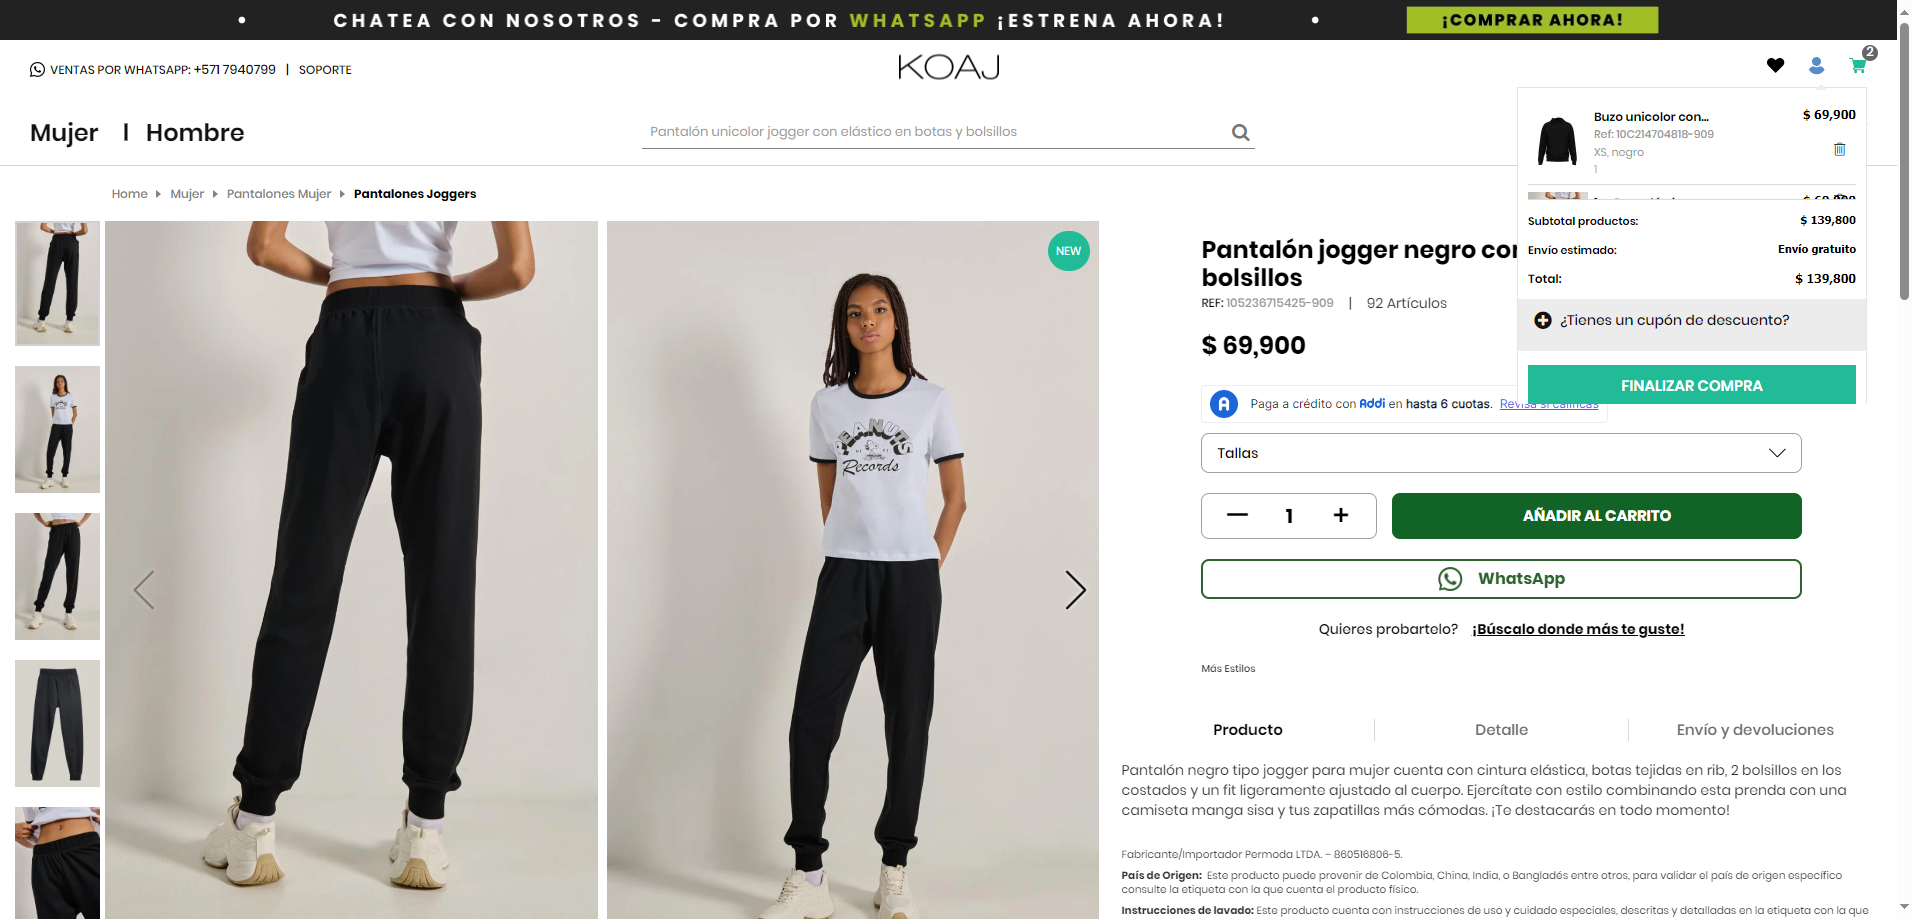 • CHATEA CON NOSOTROS - COMPRA POR WHATSAPP ¡ESTRENA AHORA! • ¡COMPRAR AHORA!
VENTAS POR WHATSAPP: +571 7940799 | SOPORTE
KOAJ
2
Mujer | Hombre
Pantalón unicolor jogger con elástico en botas y bolsillos
Buzo unicolor con... $ 69,900
Ref: 10C214704818-909
XS, negro
1
Subtotal productos: $ 139,800
Envío estimado: Envío gratuito
Total: $ 139,800
¿Tienes un cupón de descuento?
FINALIZAR COMPRA
Home Mujer Pantalones Mujer Pantalones Joggers
NEW
PEANUTS
Records
Pantalón jogger negro con
bolsillos
REF: 105236715425-909 | 92 Artículos
$ 69,900
Paga a crédito con Addi en hasta 6 cuotas. Revisa si calificas
Tallas
1 +
AÑADIR AL CARRITO
WhatsApp
Quieres probartelo? ¡Búscalo donde más te guste!
Más Estilos
Producto Detalle Envío y devoluciones
Pantalón negro tipo jogger para mujer cuenta con cintura elástica, botas tejidas en rib, 2 bolsillos en los
costados y un fit ligeramente ajustado al cuerpo. Ejercítate con estilo combinando esta prenda con una
camiseta manga sisa y tus zapatillas más cómodas. ¡Te destacarás en todo momento!
Fabricante/Importador Permoda LTDA. – 860516806-5.
País de Origen: Este producto puede provenir de Colombia, China, India, o Bangladés entre otros, para validar el país de origen específico
consulte la etiqueta con la que cuenta el producto físico.
Instrucciones de lavado: Este producto cuenta con instrucciones de uso y cuidado especiales, descritas y detalladas en la etiqueta con la que